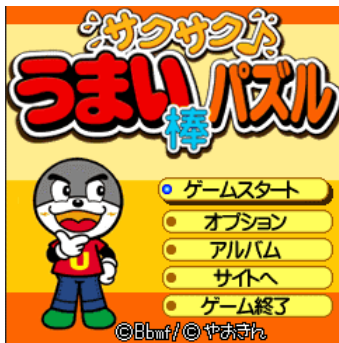 サクサク♪
うまい棒パズル
ゲームスタート
オプション
アルバム
サイトへ
ゲーム終了
U
©Bbmf/© やおきん